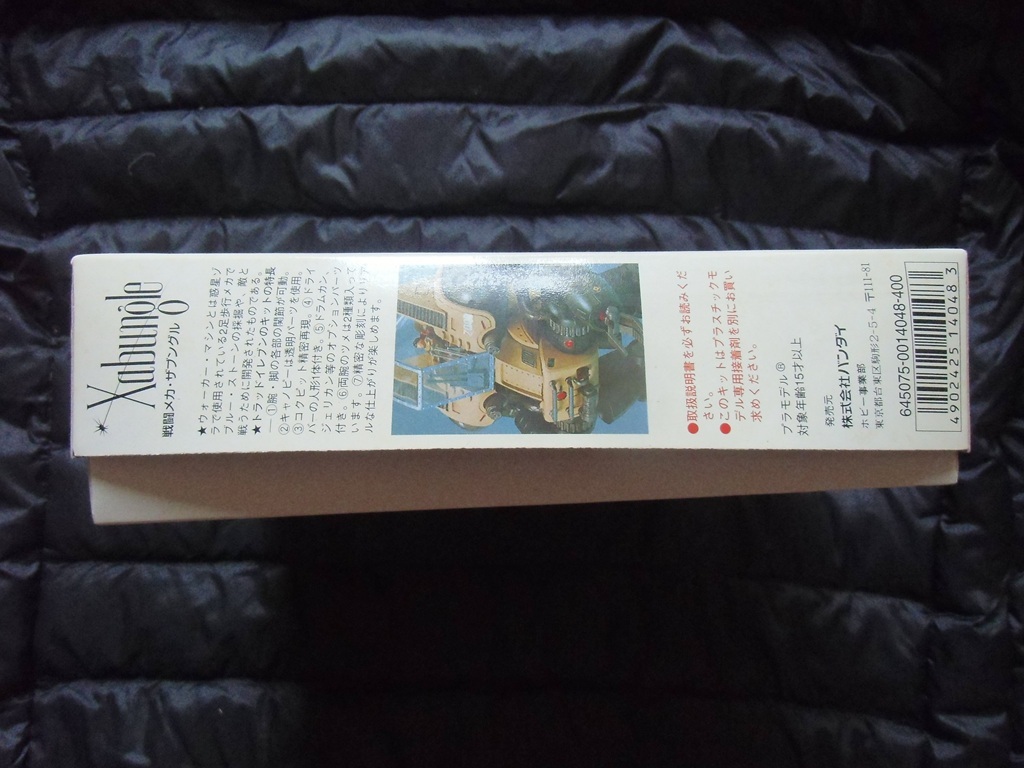 Xabungle
戦闘メカ・ザブングル
★ウォーカー・マシンとは惑星ゾ
ラで使用されている2足歩行メカで
ブルー・ストーンの採掘や、敵と
戦うために開発されたものである。
★トラッド・イレブンのキットの特長
—①腕・脚の各部の関節が可動。
②キャノピーは透明パーツを使用。
③コクピット精密再現。④ドライ
バーの人形1体付き。⑤ドラムカン、
ジェリカン等のオプションパーツ
付き。⑥両腕のツメは2種類入って
います。⑦精密な彫刻によりリア
ルな仕上がりが楽しめます。
●取扱説明書を必ずお読みくだ
さい。
●このキットはプラスチックモ
デル専用接着剤を別にお買い
求めください。
プラモデル®
対象年齢15才以上
発売元
株式会社バンダイ
ホビー事業部
東京都台東区駒形2-5-4 〒111-81
645075-0014048-400
4902425140483